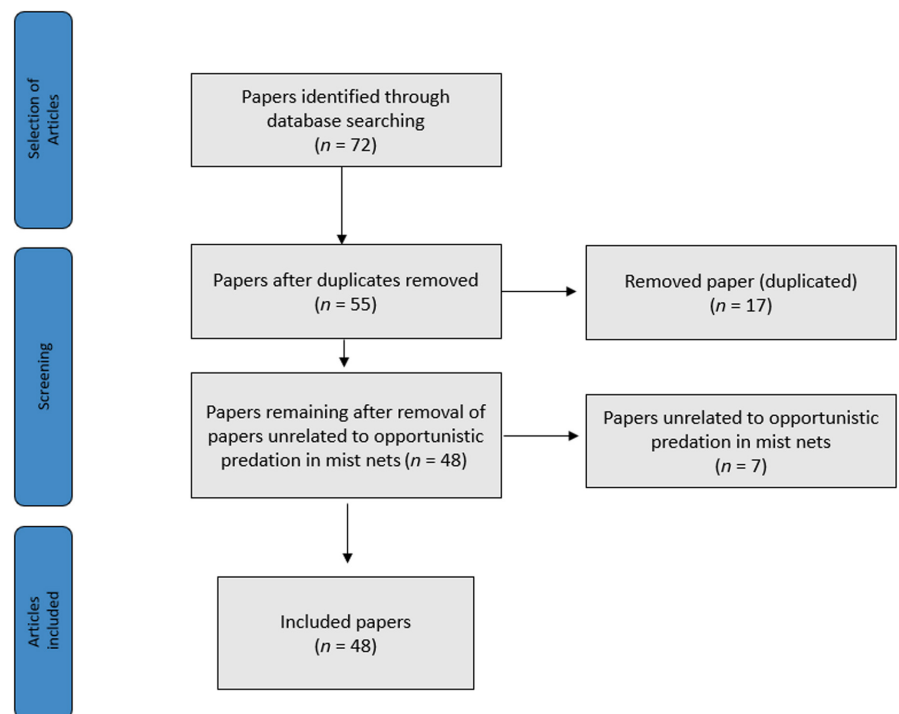 Selection of
Articles
Papers identified through
database searching
(n = 72)
Screening
Papers after duplicates removed
(n = 55)
Removed paper (duplicated)
(n = 17)
Papers remaining after removal of
papers unrelated to opportunistic
predation in mist nets (n = 48)
Papers unrelated to opportunistic
predation in mist nets
(n = 7)
Articles
included
Included papers
(n = 48)